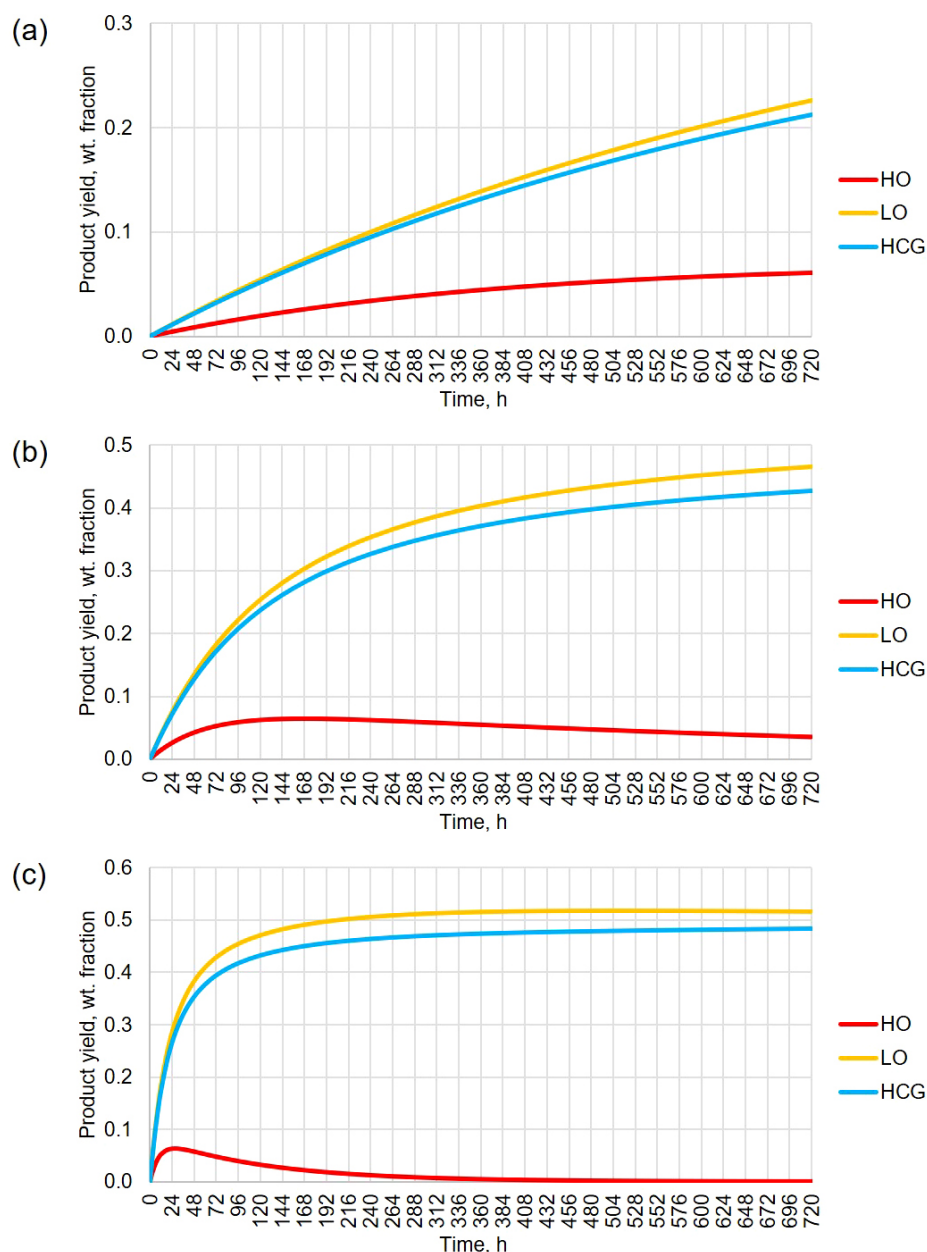 (a)
Product yield, wt. fraction
0.3
0.2
0.1
0.0
0 24 48 72 96 120 144 168 192 216 240 264 288 312 336 360 384 408 432 456 480 504 528 552 576 600 624 648 672 696 720
Time, h
HO
LO
HCG
(b)
Product yield, wt. fraction
0.5
0.4
0.3
0.2
0.1
0.0
0 24 48 72 96 120 144 168 192 216 240 264 288 312 336 360 384 408 432 456 480 504 528 552 576 600 624 648 672 696 720
Time, h
HO
LO
HCG
(c)
Product yield, wt. fraction
0.6
0.5
0.4
0.3
0.2
0.1
0.0
0 24 48 72 96 120 144 168 192 216 240 264 288 312 336 360 384 408 432 456 480 504 528 552 576 600 624 648 672 696 720
Time, h
HO
LO
HCG